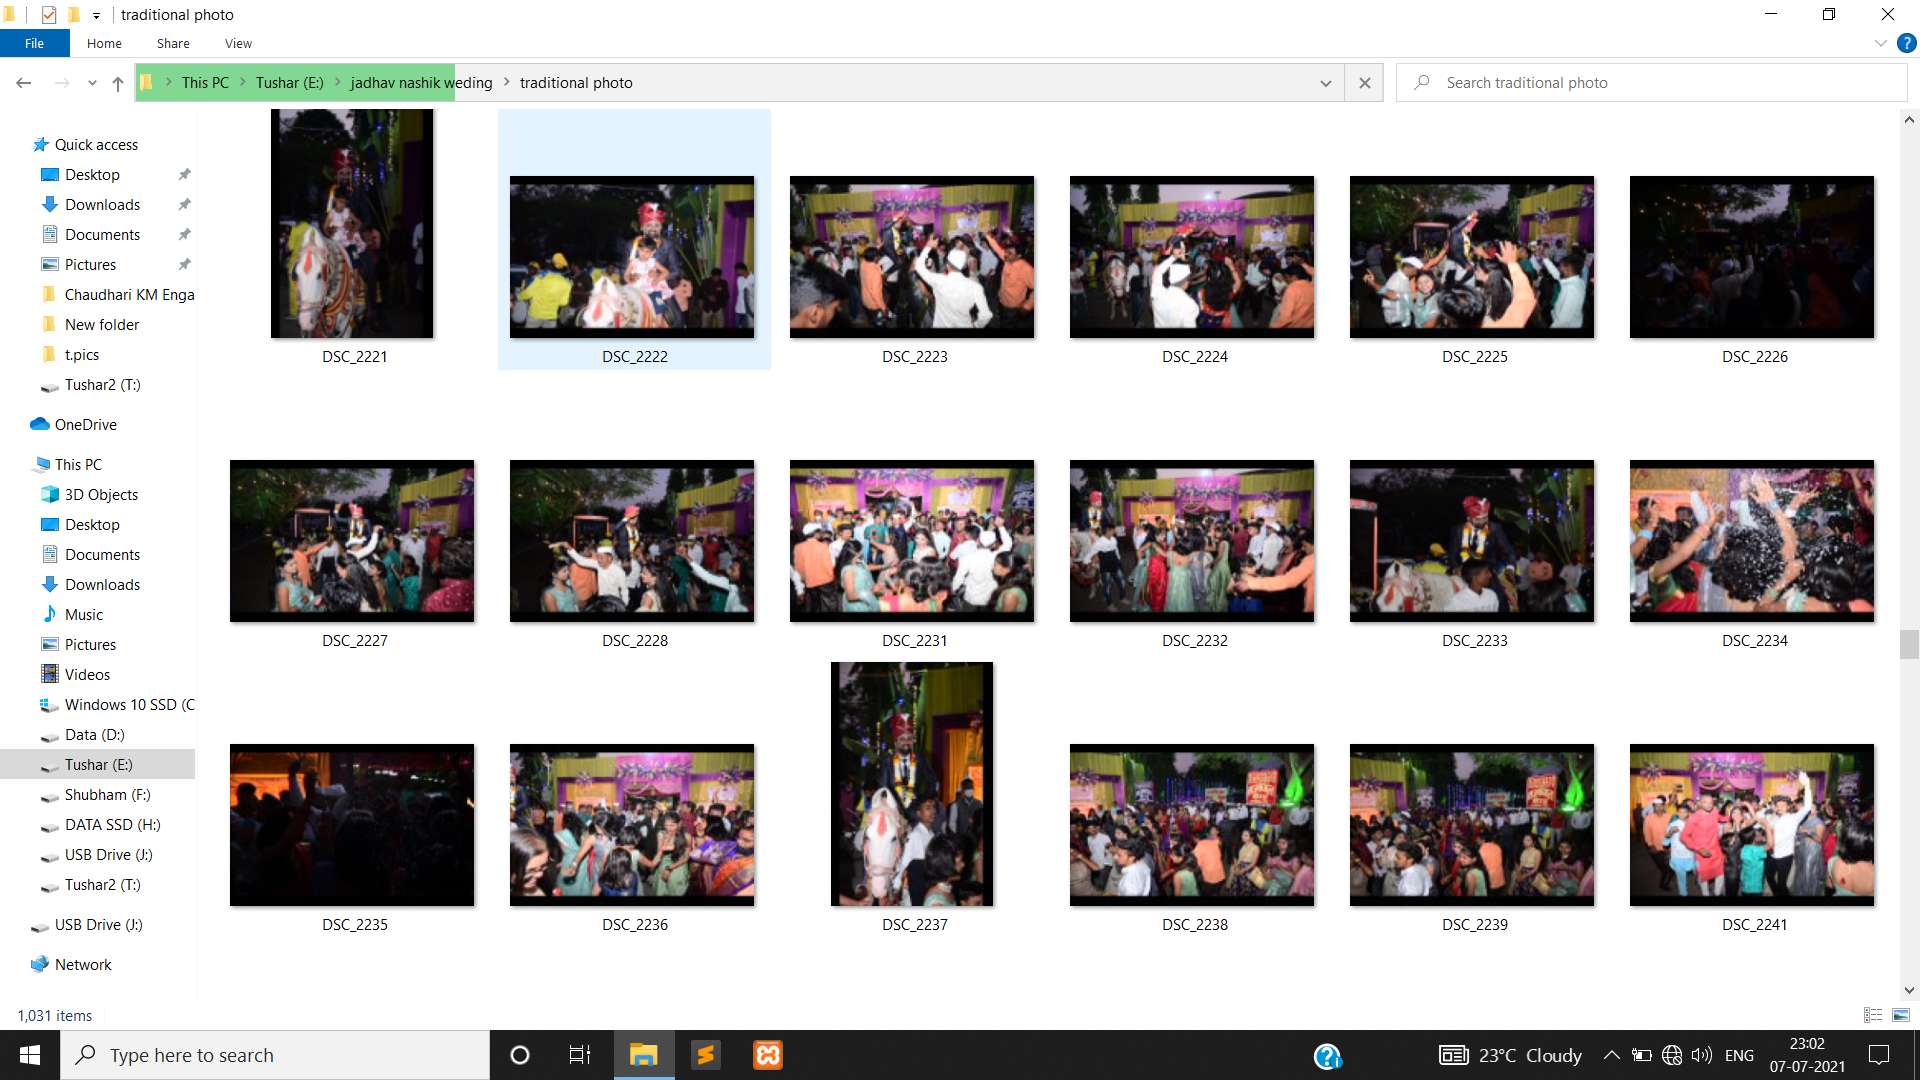 traditional photo
File Home Share View
This PC Tushar (E:) jadhav nashik weding traditional photo
Search traditional photo
Quick access
Desktop
Downloads
Documents
Pictures
Chaudhari KM Enga
New folder
t.pics
Tushar2 (T:)
OneDrive
This PC
3D Objects
Desktop
Documents
Downloads
Music
Pictures
Videos
Windows 10 SSD (C
Data (D:)
Tushar (E:)
Shubham (F:)
DATA SSD (H:)
USB Drive (J:)
Tushar2 (T:)
USB Drive (J:)
Network
DSC_2221 DSC_2222 DSC_2223 DSC_2224 DSC_2225 DSC_2226
DSC_2227 DSC_2228 DSC_2231 DSC_2232 DSC_2233 DSC_2234
DSC_2235 DSC_2236 DSC_2237 DSC_2238 DSC_2239 DSC_2241
1,031 items
Type here to search
23°C Cloudy
ENG
23:02
07-07-2021